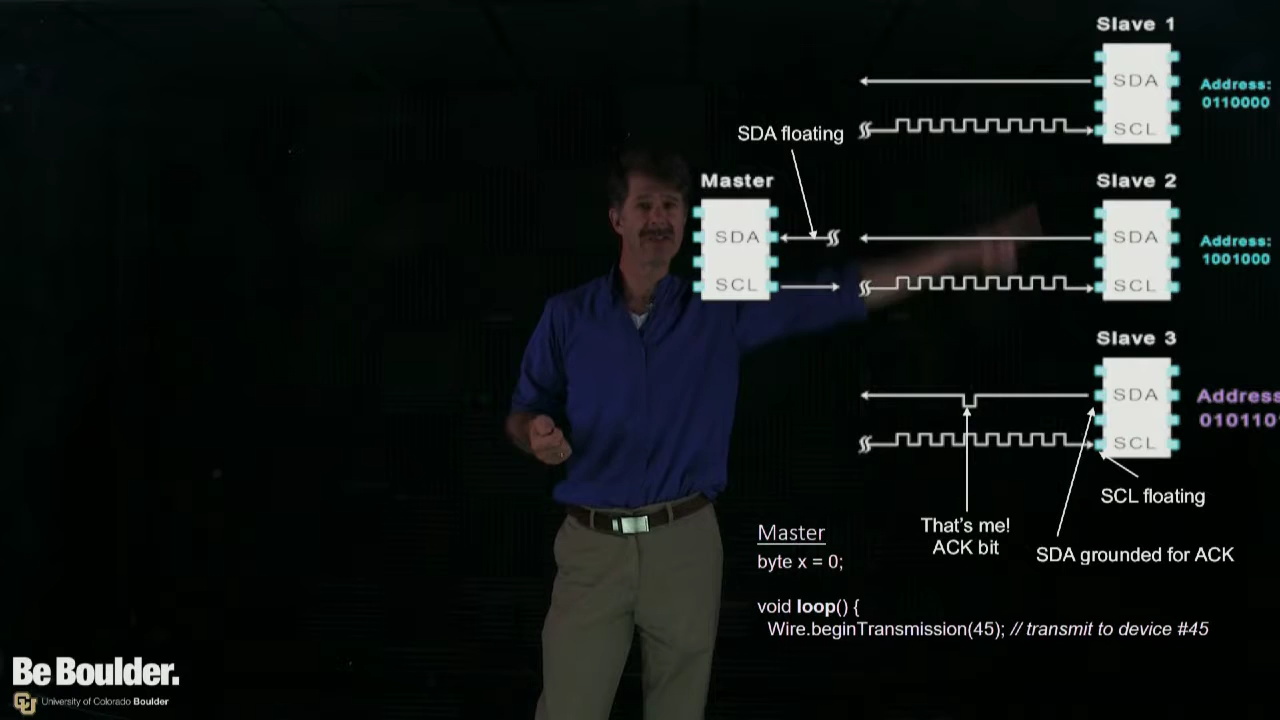 Slave 1
SDA
SCL
Address:
0110000
SDA floating
Master
SDA
SCL
Slave 2
SDA
SCL
Address:
1001000
Slave 3
SDA
SCL
Address
010110
SCL floating
That's me!
ACK bit
SDA grounded for ACK
Master
byte x = 0;
void loop() {
Wire.beginTransmission(45); // transmit to device #45
Be Boulder.
CU University of Colorado Boulder